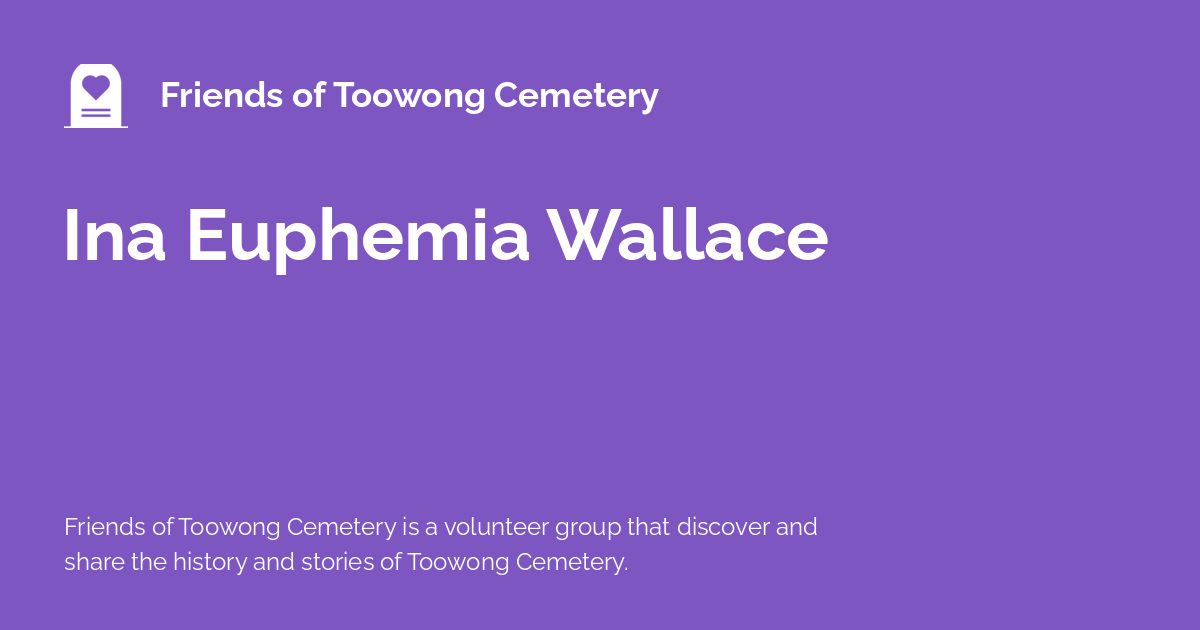 Friends of Toowong Cemetery
Ina Euphemia Wallace
Friends of Toowong Cemetery is a volunteer group that discover and
share the history and stories of Toowong Cemetery.